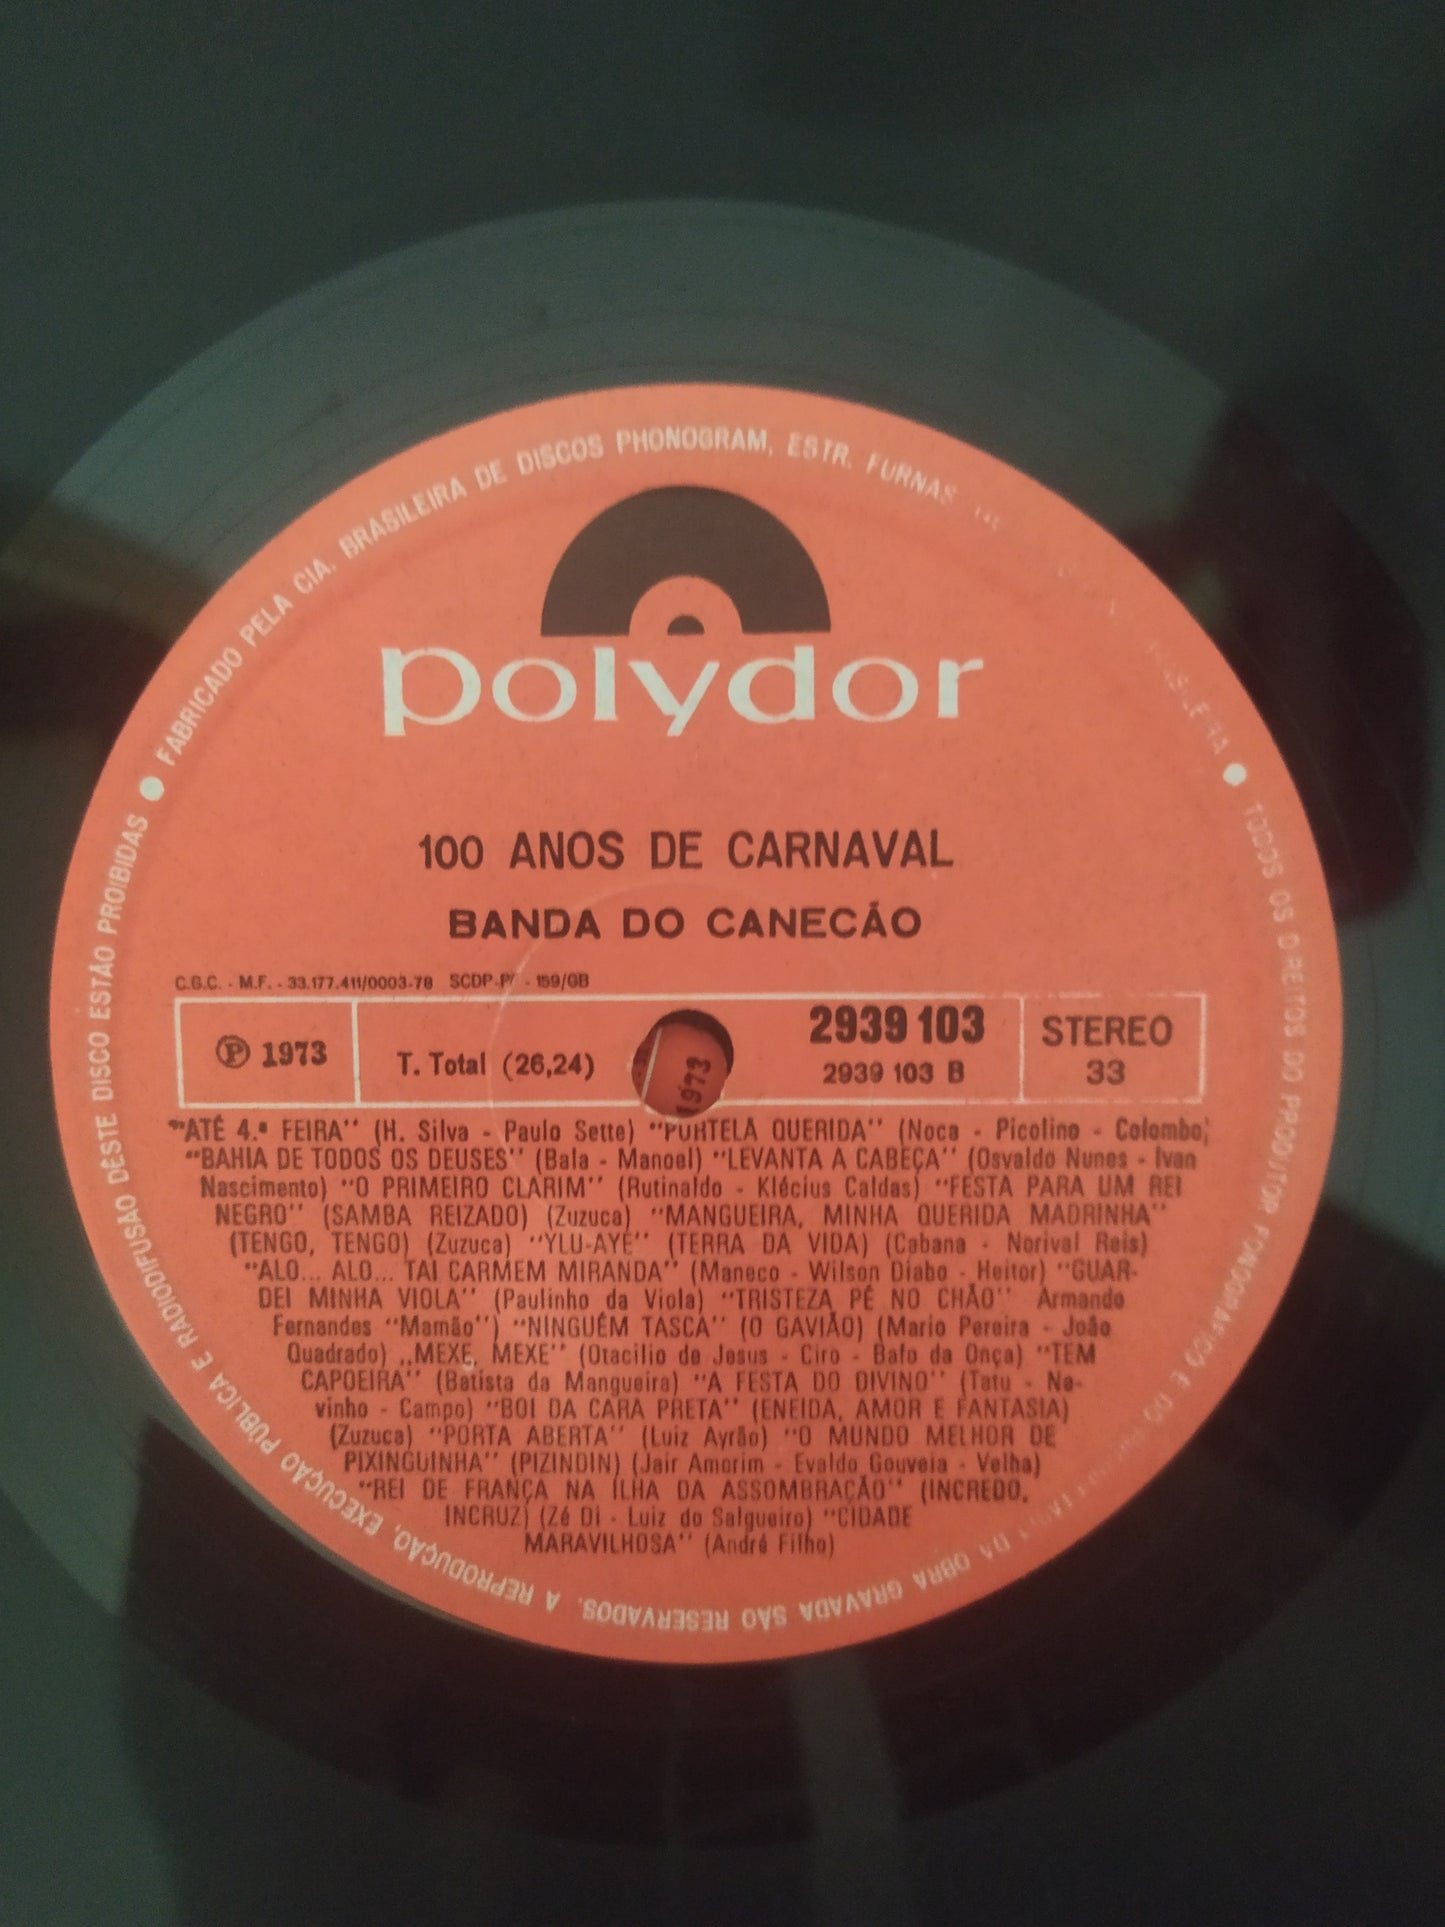 FABRICADO PELA CIA. BRASILEIRA DE DISCOS PHONOGRAM, ESTR. FURNAS
polydor
100 ANOS DE CARNAVAL
BANDA DO CANECÃO
C.G.C. - M.F. - 33.177.411/0003-78 SCDP-PF - 159/GB
℗ 1973
T. Total (26,24)
1973
2939 103
2939 103 B
STEREO
33
"ATÉ 4.ª FEIRA" (H. Silva - Paulo Sette) "PORTELA QUERIDA" (Noca - Picolino - Colombo)
"BAHIA DE TODOS OS DEUSES" (Bala - Manoel) "LEVANTA A CABEÇA" (Osvaldo Nunes - Ivan
Nascimento) "O PRIMEIRO CLARIM" (Rutinaldo - Klécius Caldas) "FESTA PARA UM REI
NEGRO" (SAMBA REIZADO) (Zuzuca) "MANGUEIRA, MINHA QUERIDA MADRINHA"
(TENGO, TENGO) (Zuzuca) "YLU-AYÊ" (TERRA DA VIDA) (Cabana - Norival Reis)
"ALO... ALO... TAI CARMEM MIRANDA" (Maneco - Wilson Diabo - Heitor) "GUAR-
DEI MINHA VIOLA" (Paulinho da Viola) "TRISTEZA PÉ NO CHÃO" Armando
Fernandes "Mamão") "NINGUÉM TASCA" (O GAVIÃO) (Mario Pereira - João
Quadrado) ,,MEXE, MEXE" (Otacilio de Jesus - Ciro - Bafo da Onça) "TEM
CAPOEIRA" (Batista da Mangueira) "A FESTA DO DIVINO" (Tatu - Na-
vinho - Campo) "BOI DA CARA PRETA" (ENEIDA, AMOR E FANTASIA)
(Zuzuca) "PORTA ABERTA" (Luiz Ayrão) "O MUNDO MELHOR DE
PIXINGUINHA" (PIZINDIN) (Jair Amorim - Evaldo Gouveia - Velha)
"REI DE FRANÇA NA ILHA DA ASSOMBRAÇÃO" (INCREDO,
INCRUZ) (Zé Di - Luiz do Salgueiro) "CIDADE
MARAVILHOSA" (André Filho)
TODOS OS DIREITOS DO PRODUTOR FONOGRÁFICO E DO DA OBRA GRAVADA SÃO RESERVADOS. A REPRODUÇÃO, EXECUÇÃO PÚBLICA E RADIODIFUSÃO DESTE DISCO ESTÃO PROIBIDAS